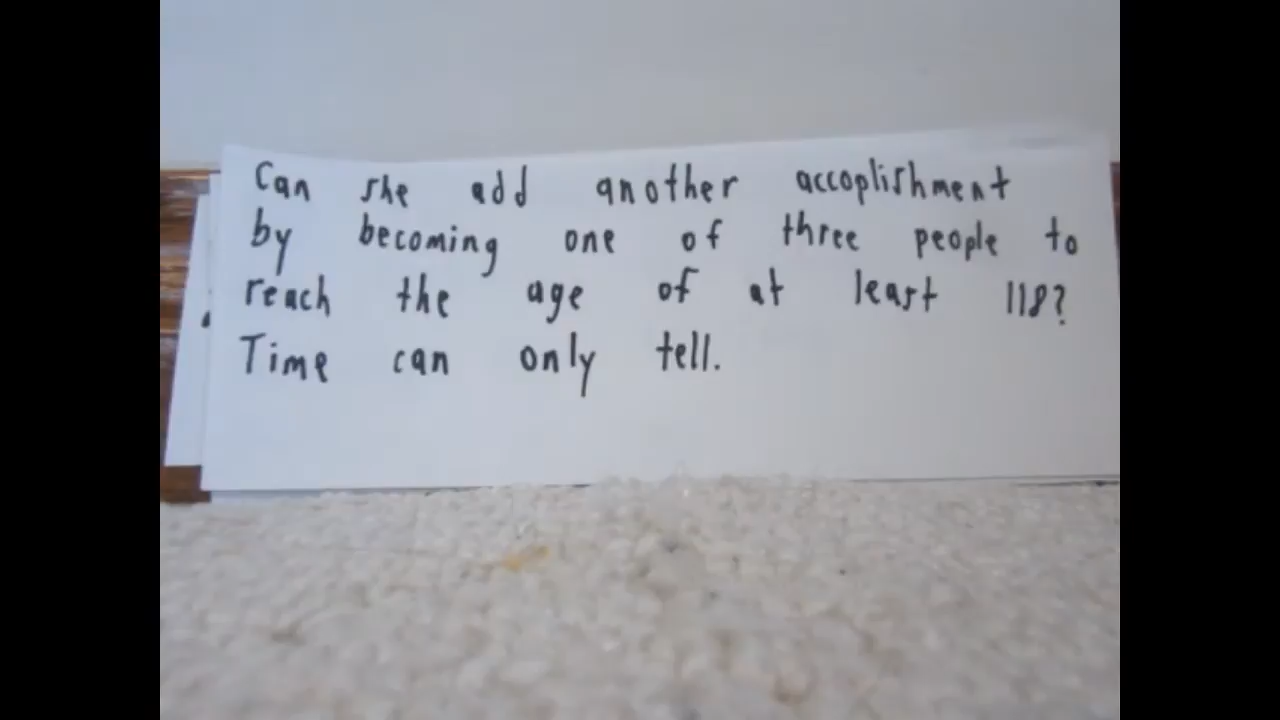 Can she add another accoplishment
by becoming one of three people to
reach the age of at least 118?
Time can only tell.